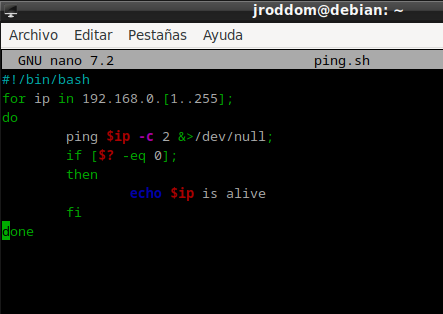 jroddom@debian: ~
Archivo Editar Pestañas Ayuda
GNU nano 7.2 ping.sh
#!/bin/bash
for ip in 192.168.0.[1..255];
do
        ping $ip -c 2 &>/dev/null;
        if [$? -eq 0];
        then
                echo $ip is alive
        fi
done